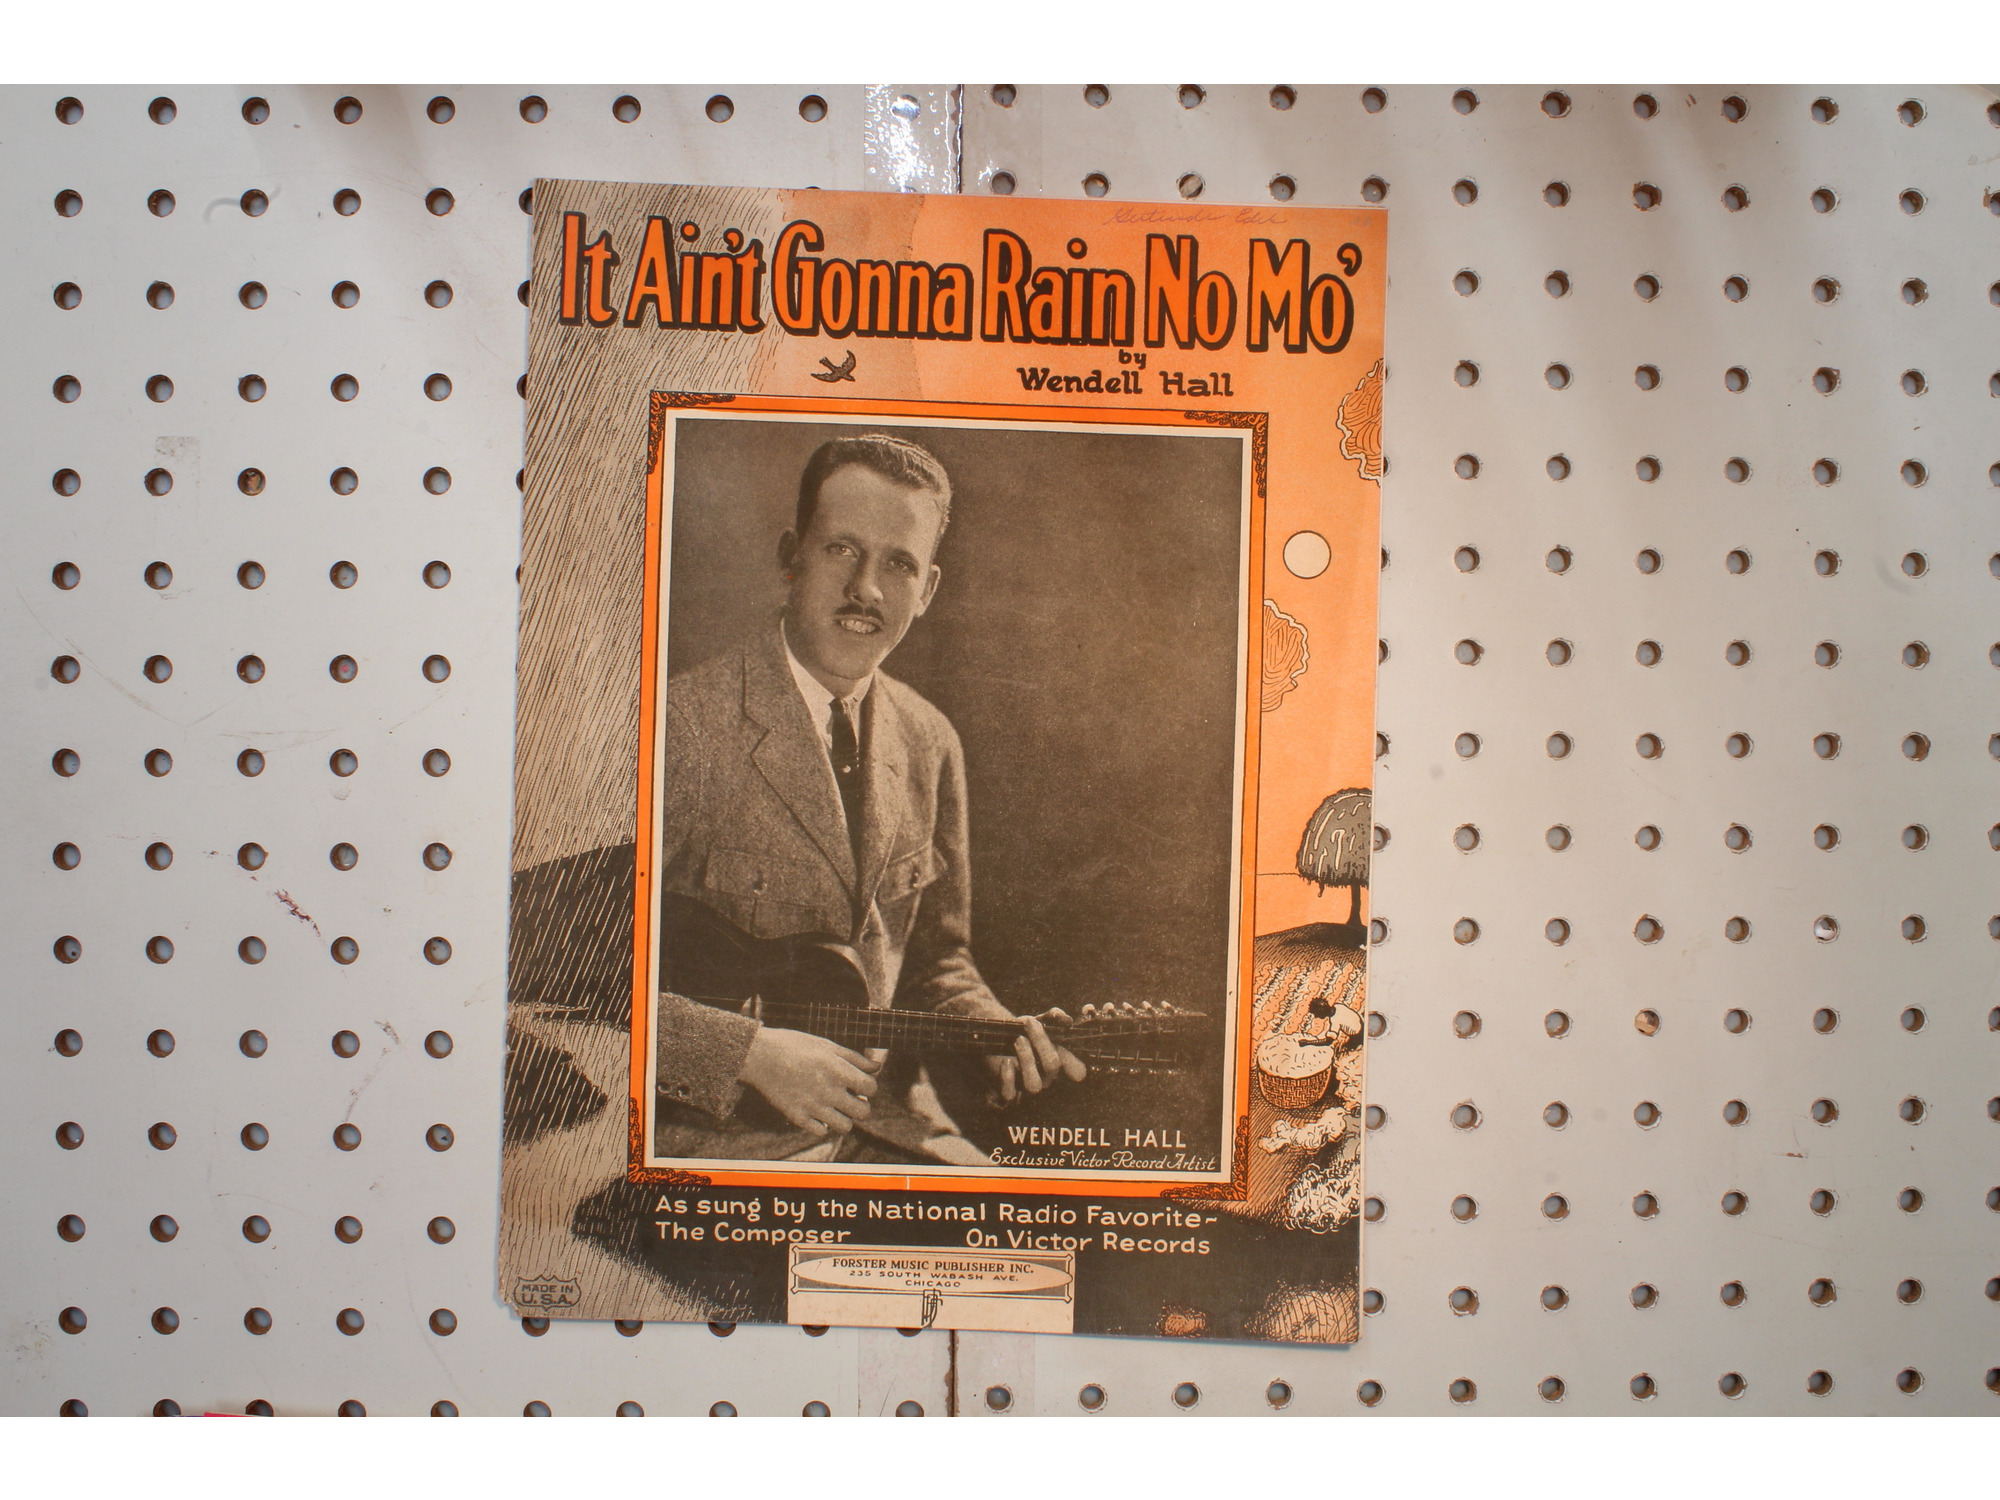 It Ain't Gonna Rain No Mo'
by
Wendell Hall
WENDELL HALL
Exclusive Victor Record Artist
As sung by the National Radio Favorite~
The Composer On Victor Records
FORSTER MUSIC PUBLISHER INC.
235 SOUTH WABASH AVE.
CHICAGO
MADE IN
U.S.A.